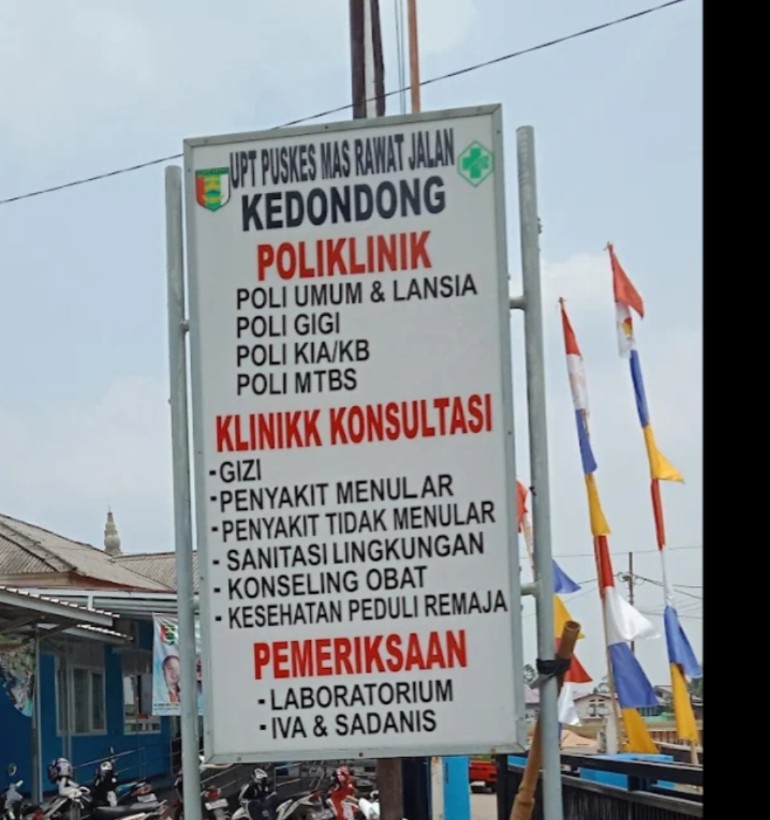 UPT PUSKES MAS RAWAT JALAN
KEDONDONG
POLIKLINIK
POLI UMUM & LANSIA
POLI GIGI
POLI KIA/KB
POLI MTBS
KLINIKK KONSULTASI
-GIZI
-PENYAKIT MENULAR
-PENYAKIT TIDAK MENULAR
- SANITASI LINGKUNGAN
- KONSELING OBAT
- KESEHATAN PEDULI REMAJA
PEMERIKSAAN
- LABORATORIUM
- IVA & SADANIS